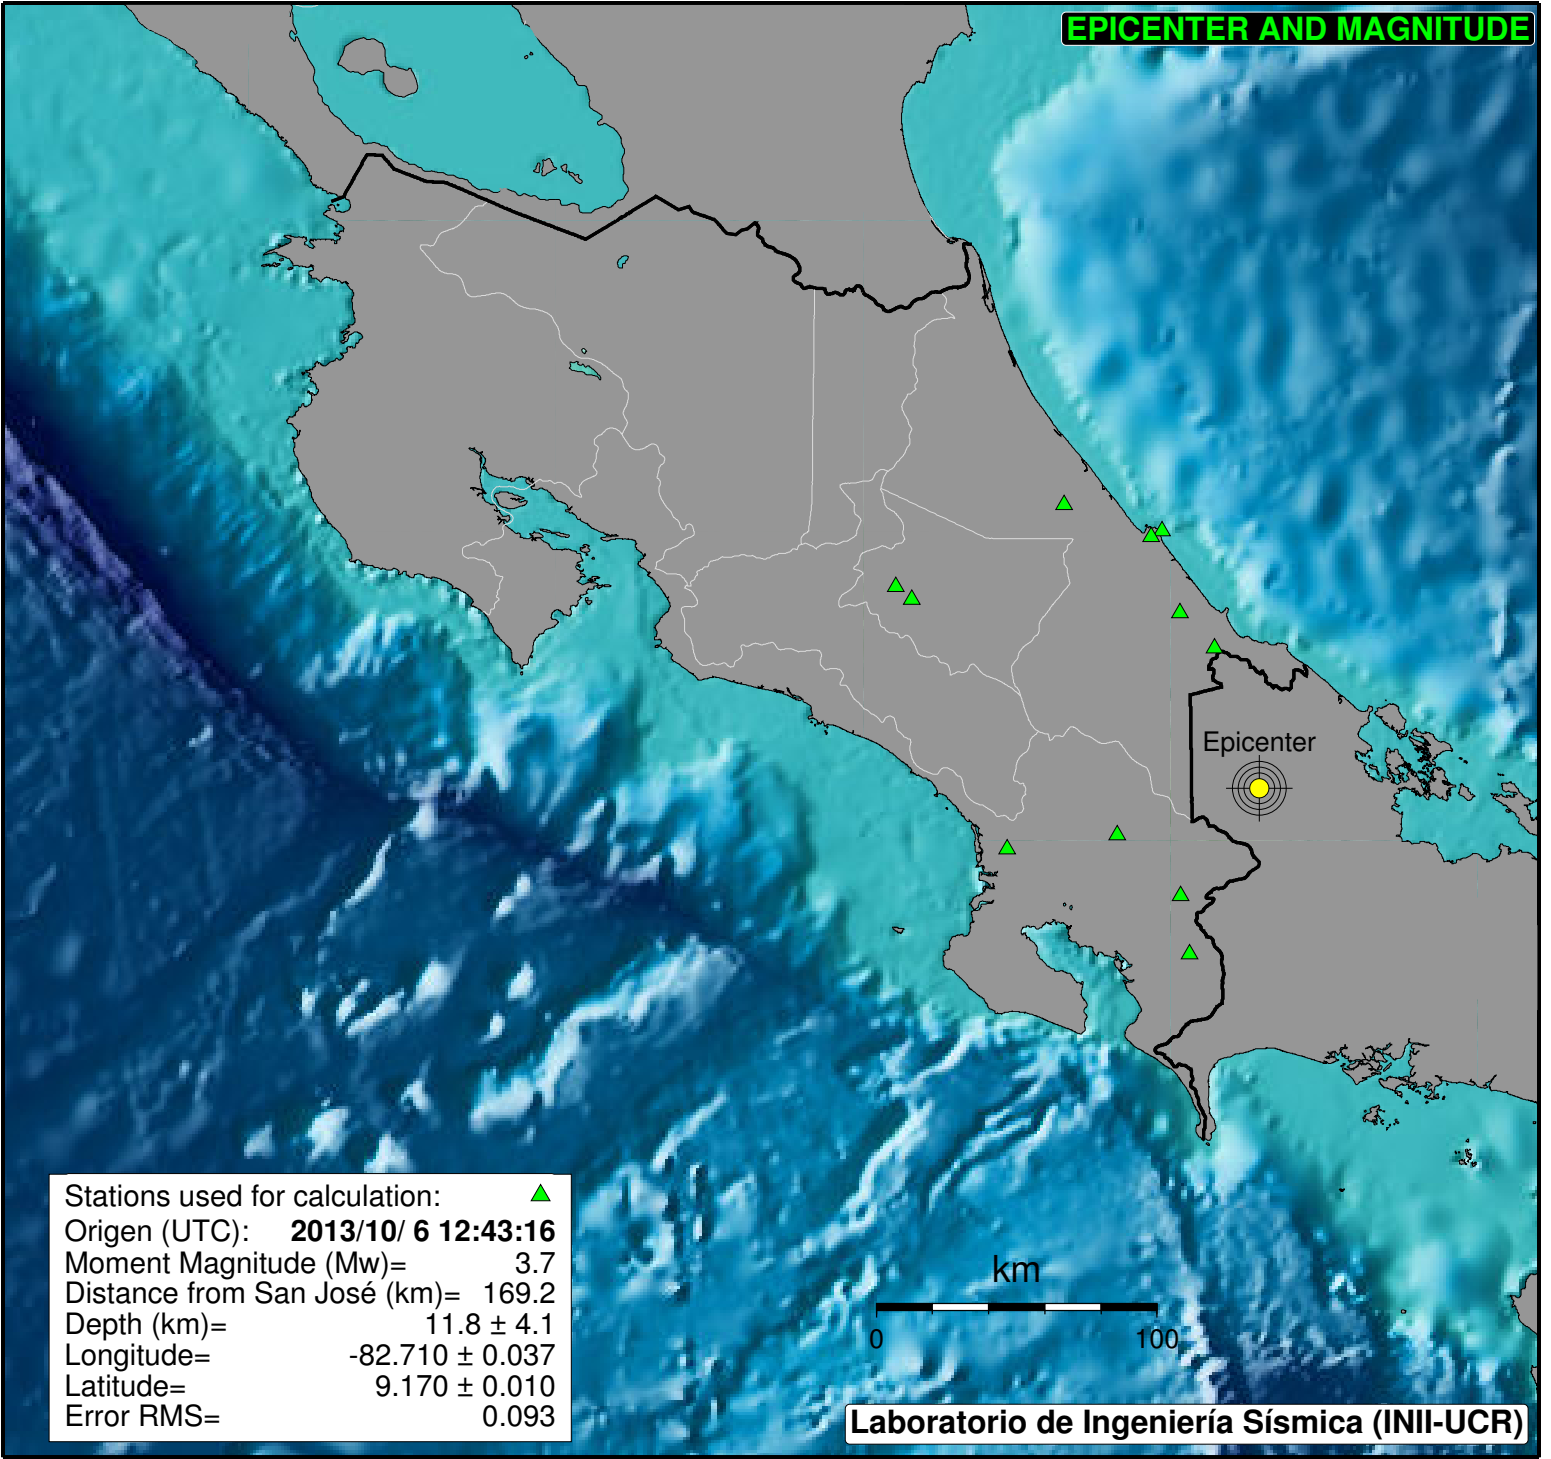 EPICENTER AND MAGNITUDE
Epicenter
Stations used for calculation:
Origen (UTC): 2013/10/ 6 12:43:16
Moment Magnitude (Mw)= 3.7
Distance from San José (km)= 169.2
Depth (km)= 11.8 ± 4.1
Longitude= -82.710 ± 0.037
Latitude= 9.170 ± 0.010
Error RMS= 0.093
km
0 100
Laboratorio de Ingeniería Sísmica (INII-UCR)